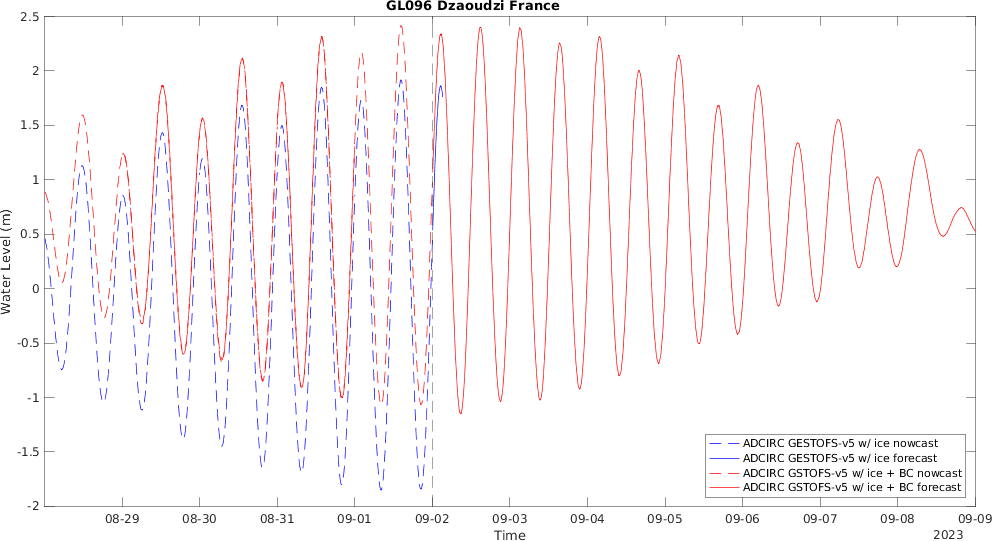 GL096 Dzaoudzi France
2.5
2
1.5
1
0.5
0
-0.5
-1
-1.5
-2
Water Level (m)
ADCIRC GESTOFS-v5 w/ ice nowcast
ADCIRC GESTOFS-v5 w/ ice forecast
ADCIRC GSTOFS-v5 w/ ice + BC nowcast
ADCIRC GSTOFS-v5 w/ ice + BC forecast
08-29 08-30 08-31 09-01 09-02 09-03 09-04 09-05 09-06 09-07 09-08 09-09
Time
2023